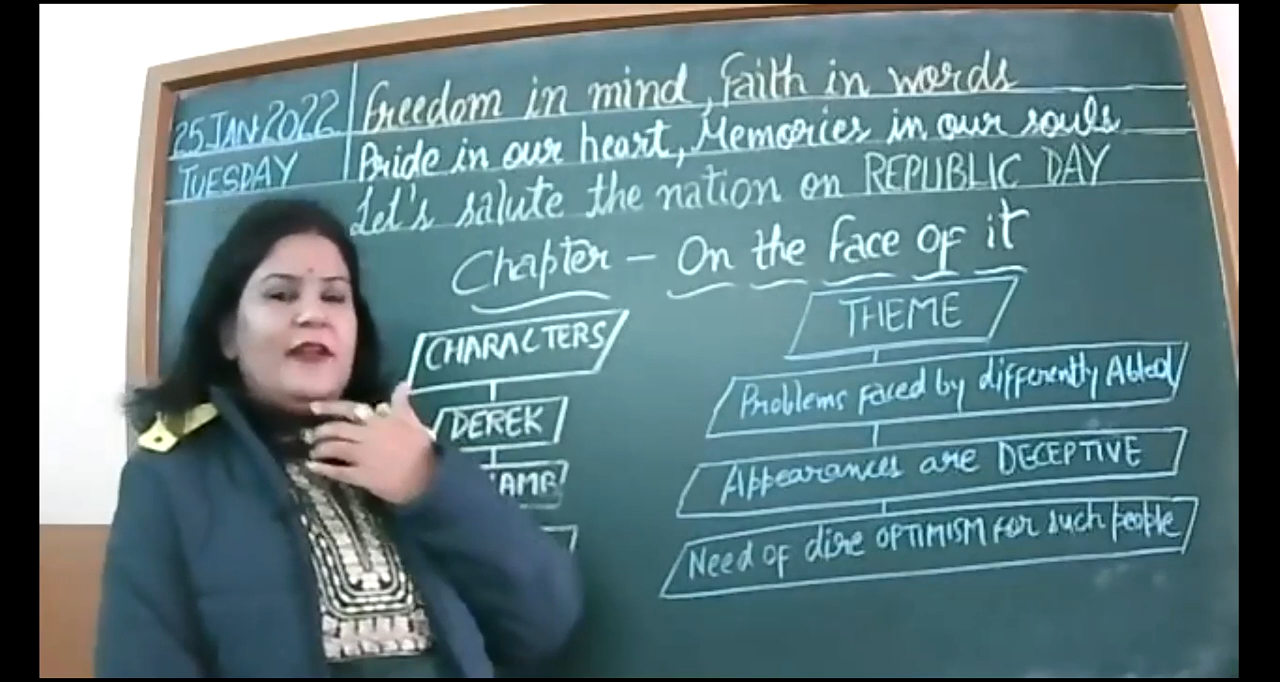 25 JAN 2022
TUESDAY
Freedom in mind, Faith in words
Pride in our heart, Memories in our souls
Let's salute the nation on REPUBLIC DAY
Chapter - On the Face Of it
CHARACTERS
DEREK
AMB
THEME
Problems faced by differently Abled
Appearances are DECEPTIVE
Need of dire OPTIMISM For such people